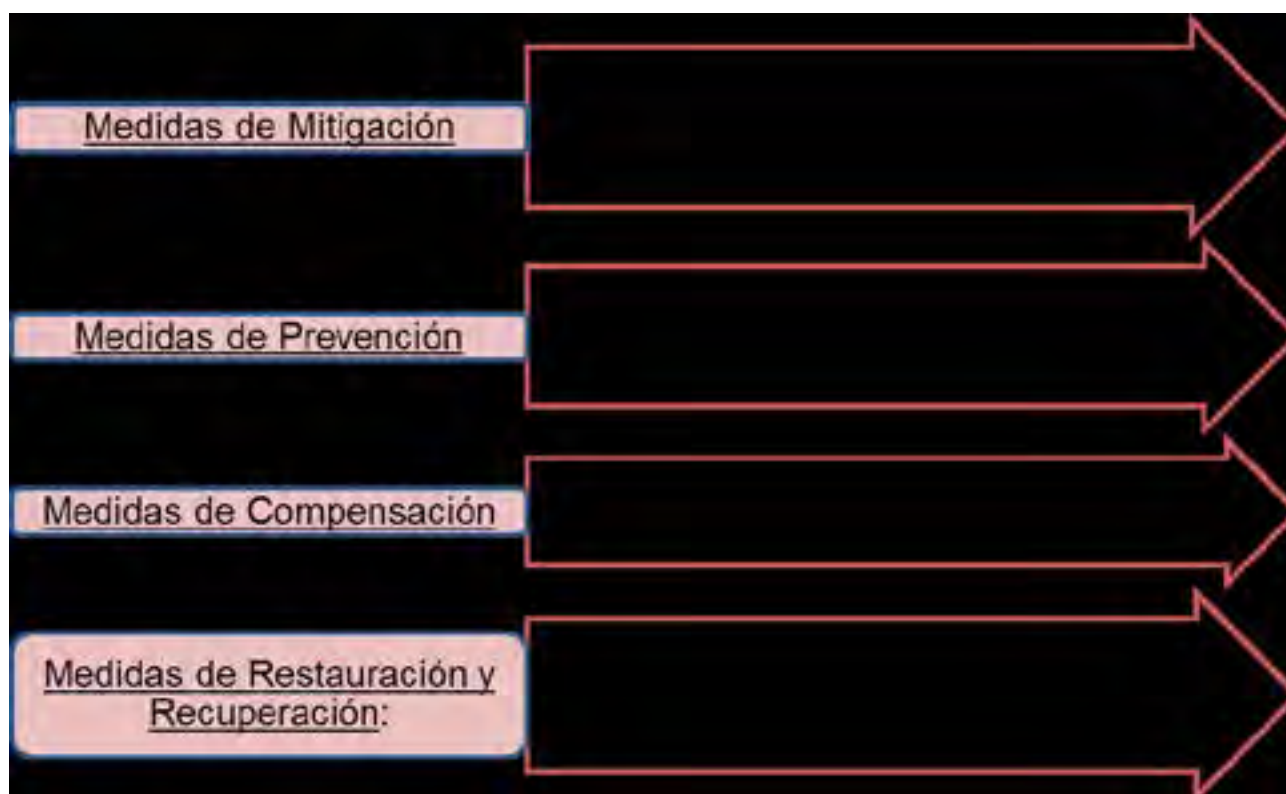 Medidas de Mitigación
Medidas de Prevención
Medidas de Compensación
Medidas de Restauración y
Recuperación: